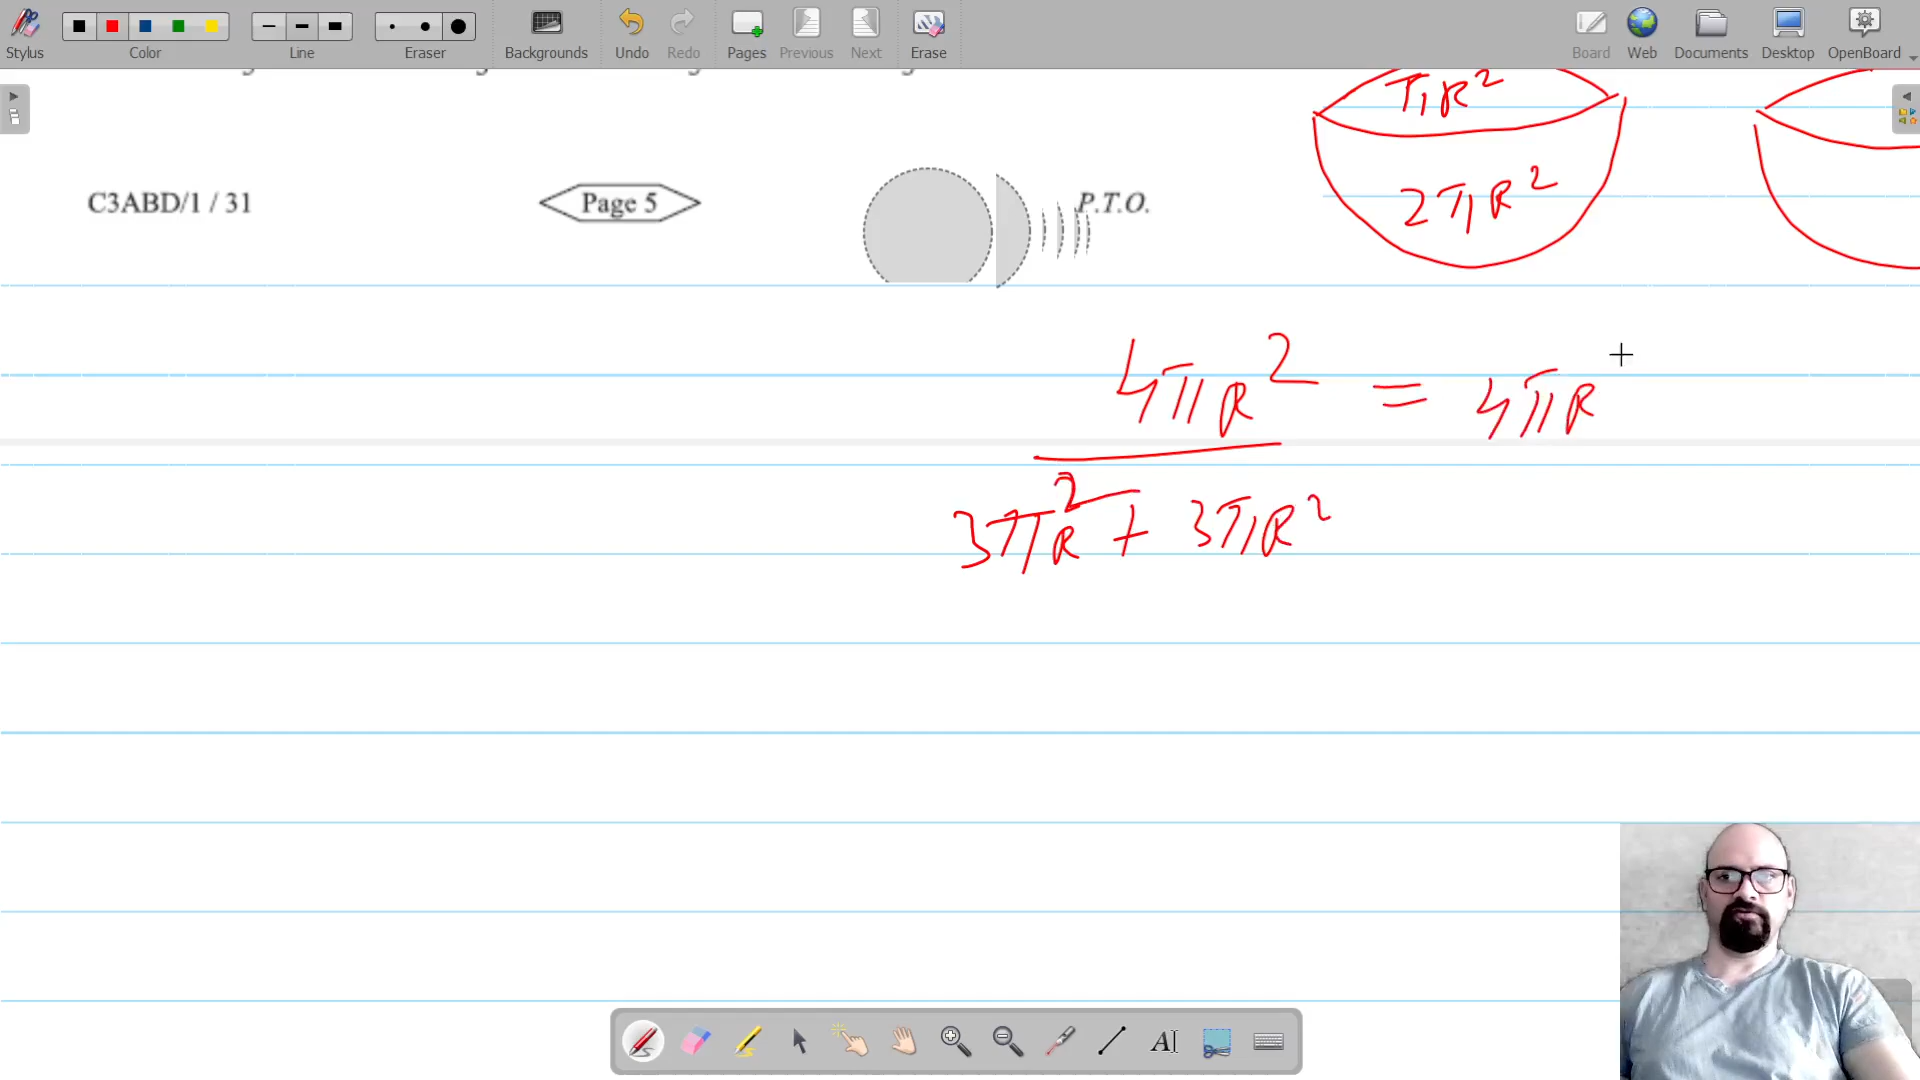 Stylus Color Line Eraser Backgrounds Undo Redo Pages Previous Next Erase Board Web Documents Desktop OpenBoard
πR²
2πR²
C3ABD/1 / 31 Page 5 P.T.O.
4πR² = 4πR
3πR² + 3πR²
AI